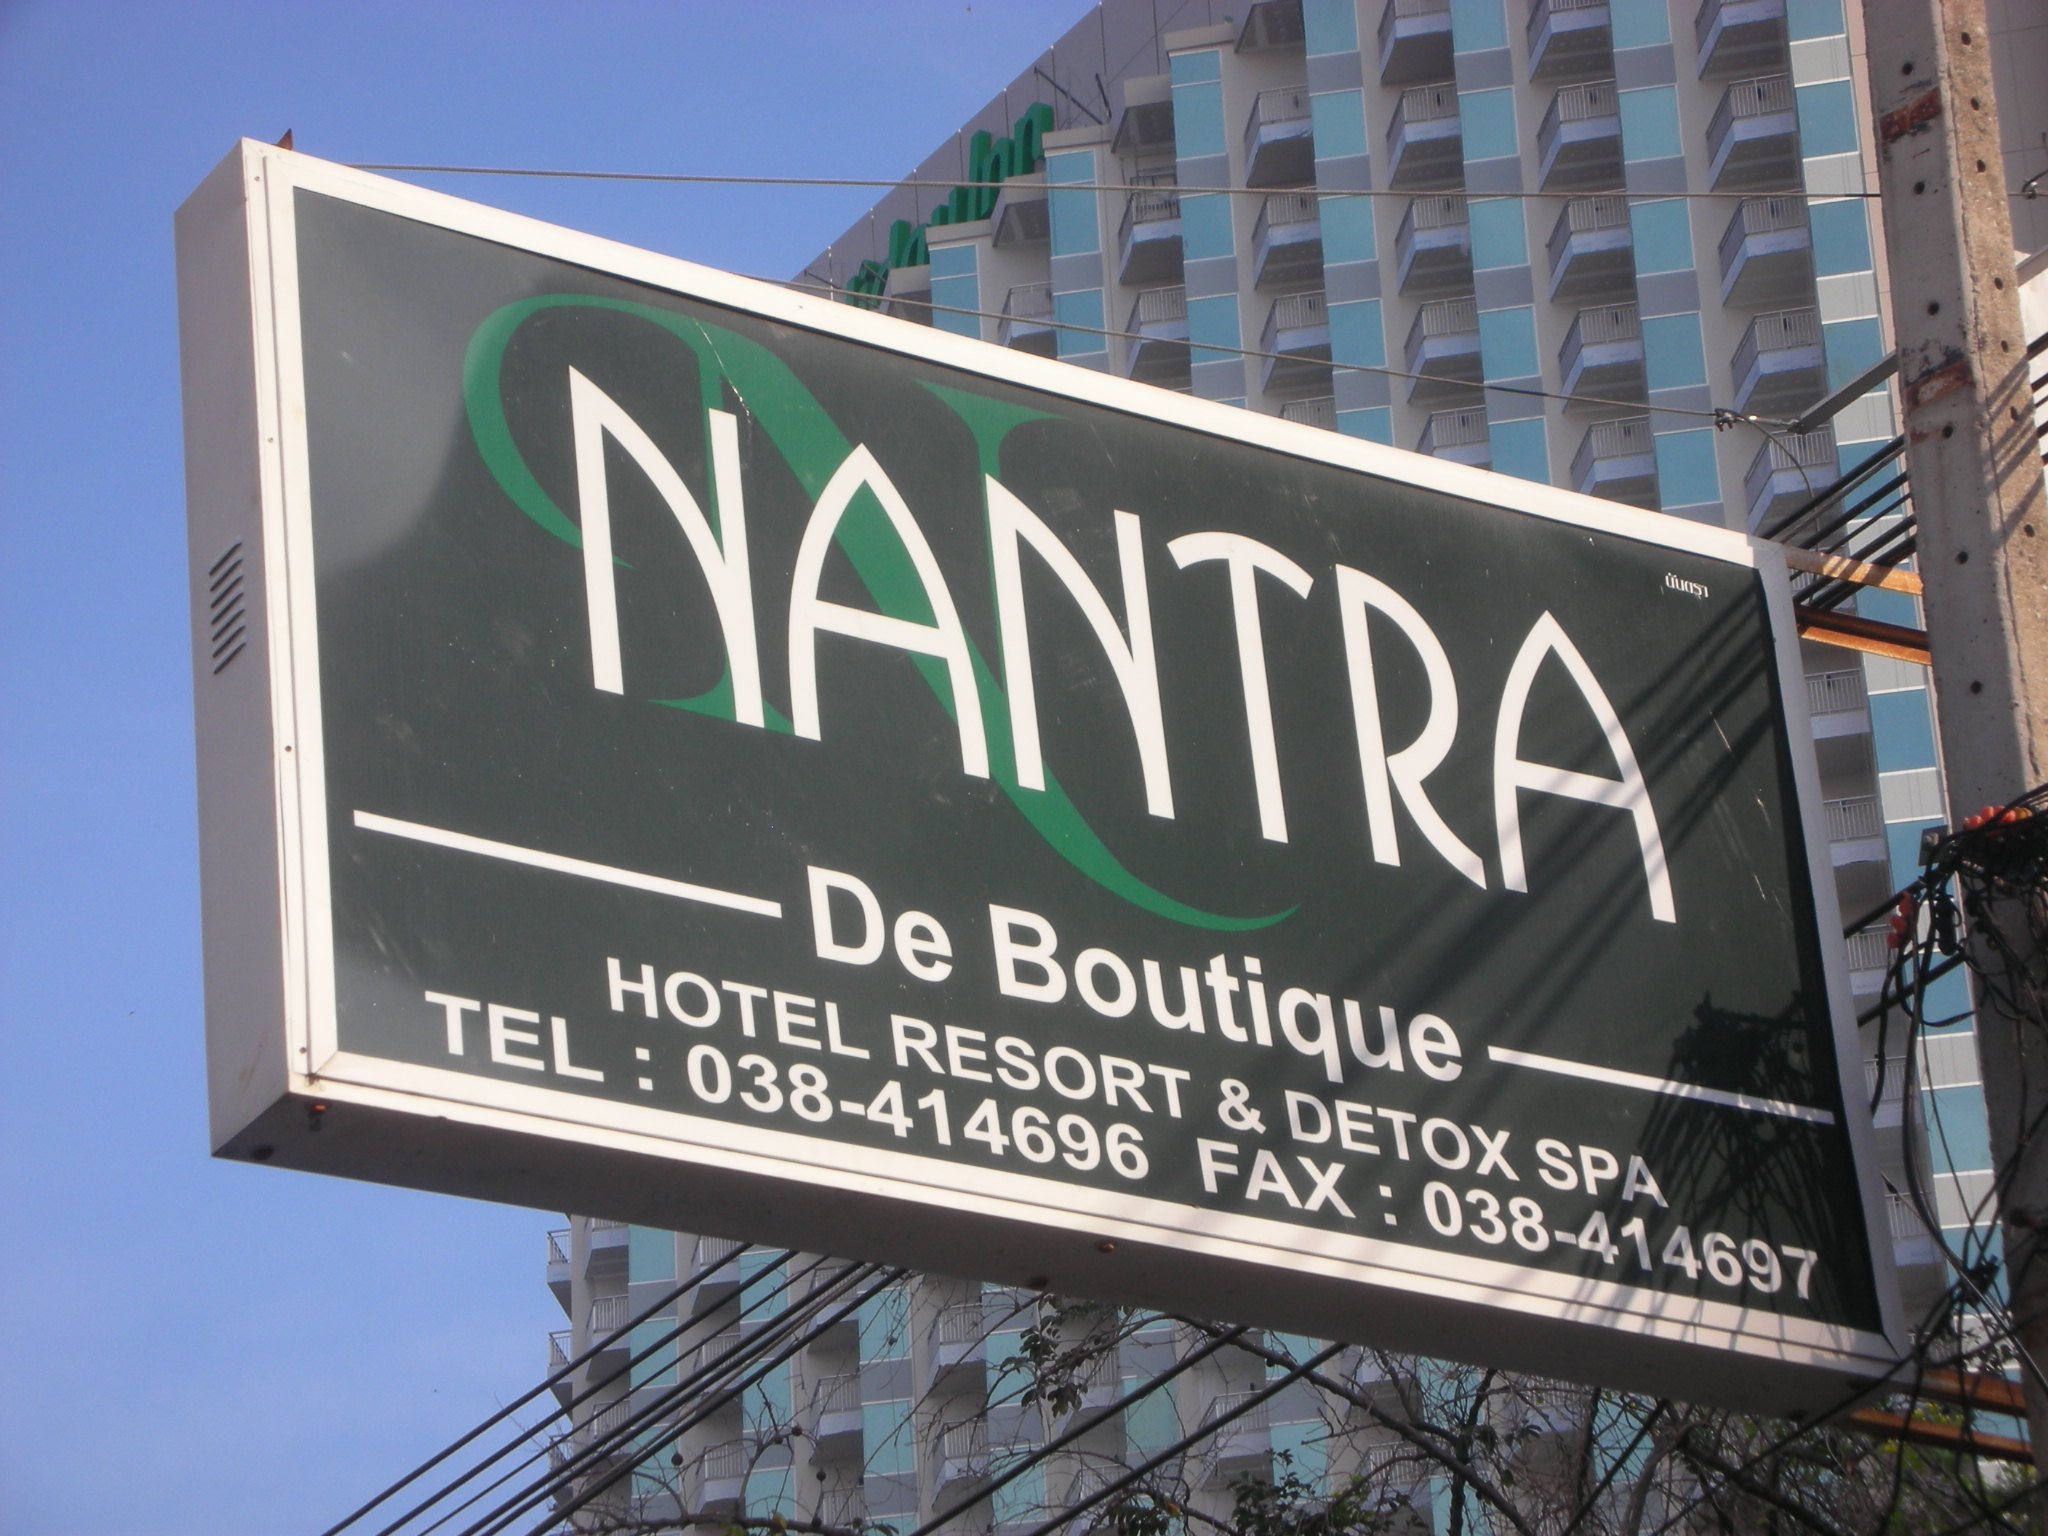 NANTRA
นันตรา
De Boutique
HOTEL RESORT & DETOX SPA
TEL : 038-414696 FAX : 038-414697